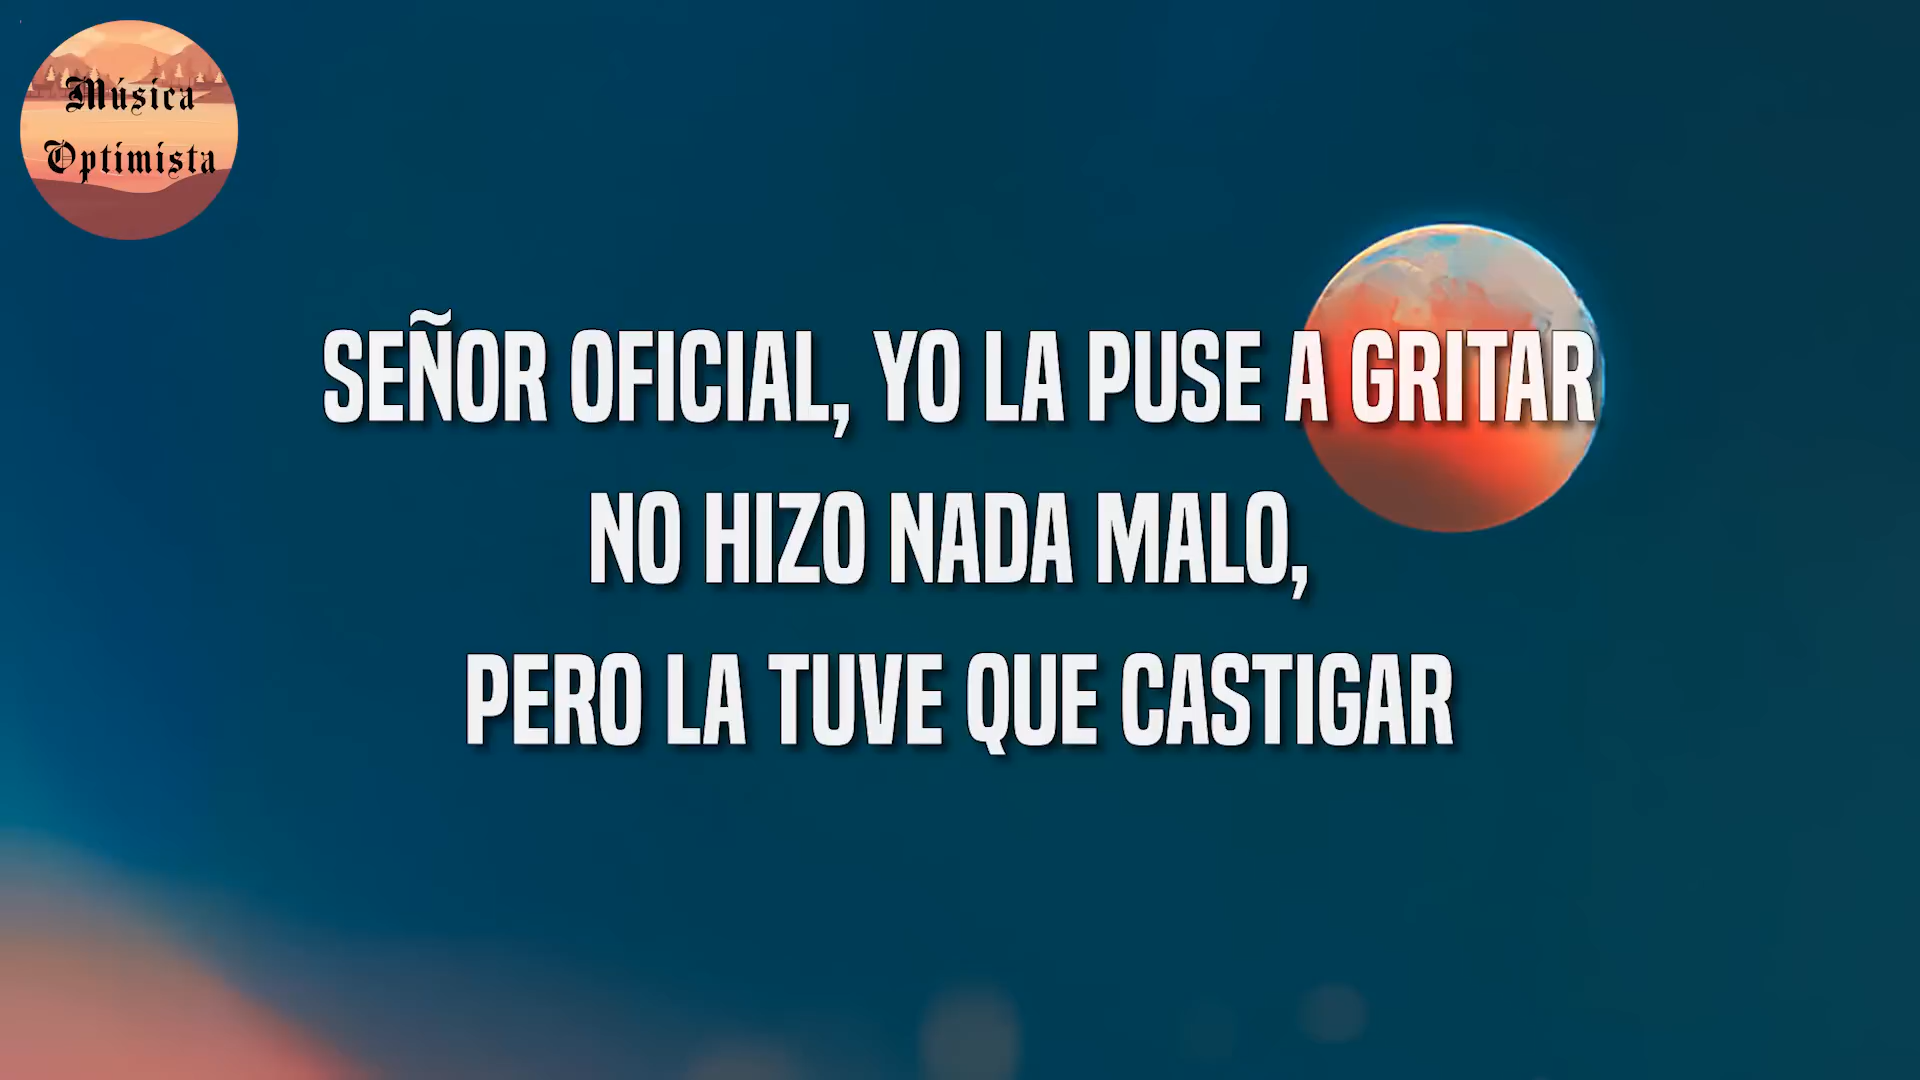 Música
Optimista
SEÑOR OFICIAL, YO LA PUSE A GRITAR
NO HIZO NADA MALO,
PERO LA TUVE QUE CASTIGAR